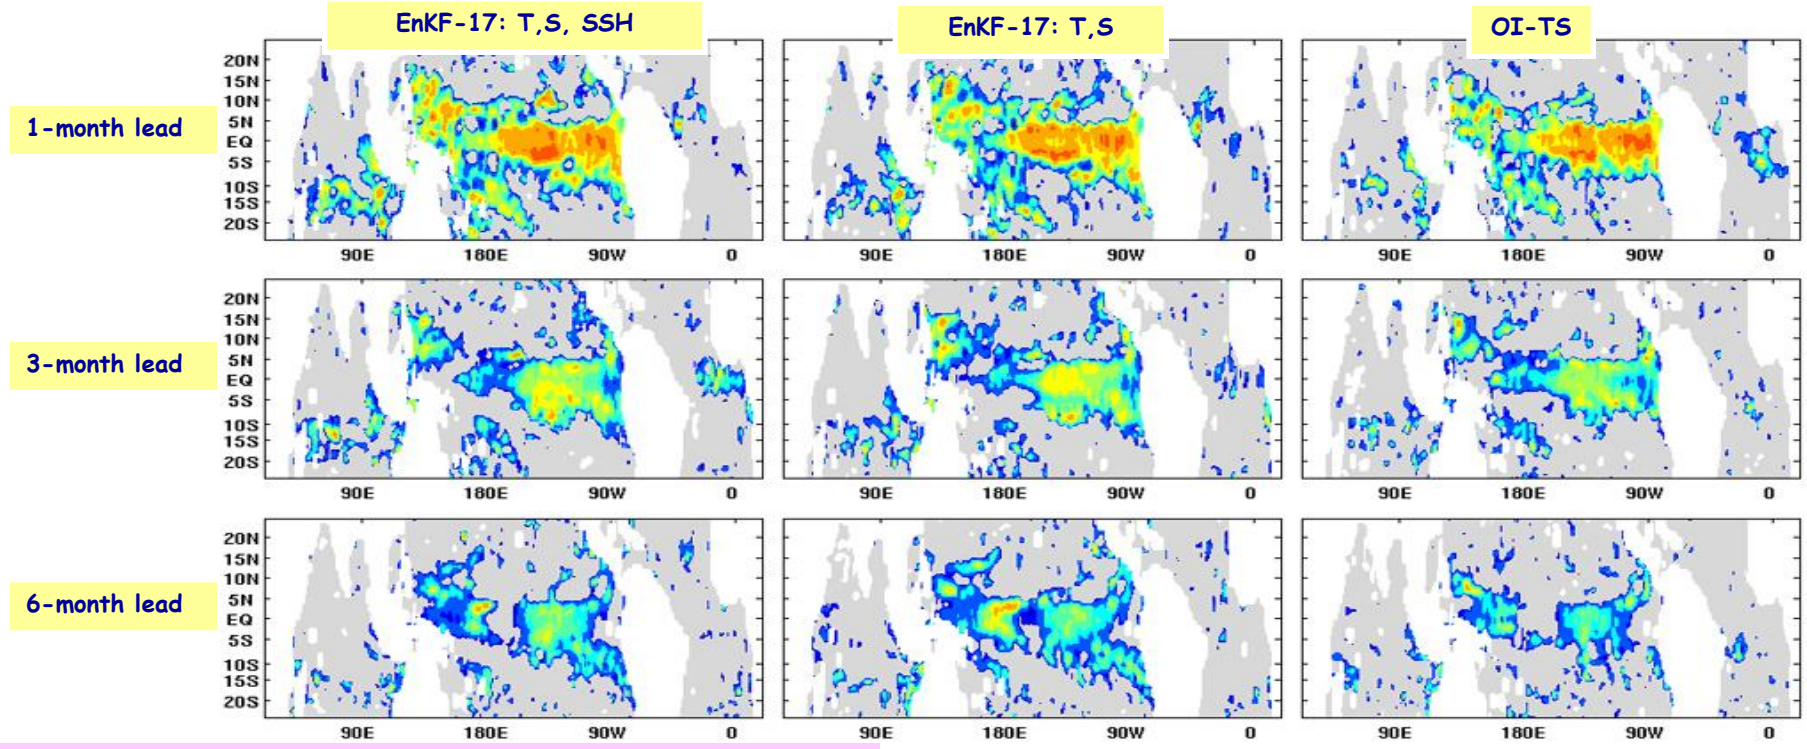 EnKF-17: T,S, SSH
EnKF-17: T,S
OI-TS
1-month lead
20N
15N
10N
5N
EQ
5S
10S
15S
20S
90E 180E 90W 0
90E 180E 90W 0
90E 180E 90W 0
3-month lead
20N
15N
10N
5N
EQ
5S
10S
15S
20S
90E 180E 90W 0
90E 180E 90W 0
90E 180E 90W 0
6-month lead
20N
15N
10N
5N
EQ
5S
10S
15S
20S
90E 180E 90W 0
90E 180E 90W 0
90E 180E 90W 0